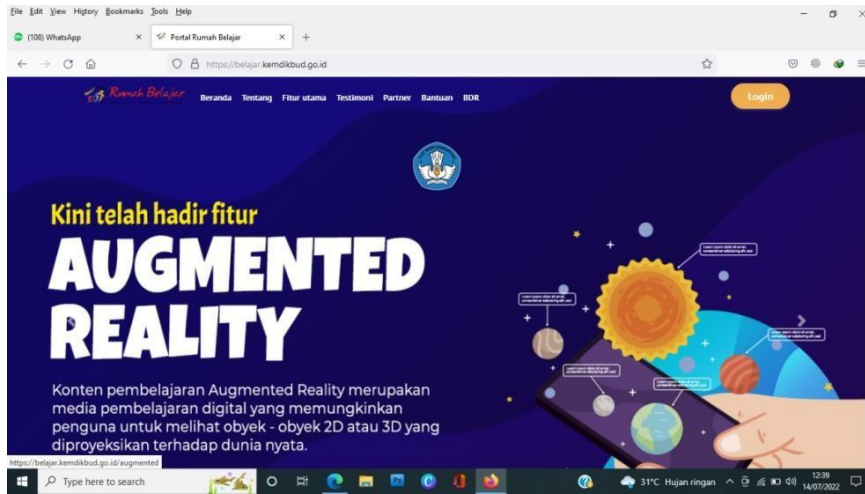 File Edit View History Bookmarks Tools Help
(108) WhatsApp
Portal Rumah Belajar
https://belajar.kemdikbud.go.id
Rumah Belajar
Beranda Tentang Fitur utama Testimoni Partner Bantuan BDR
Login
Kini telah hadir fitur
AUGMENTED
REALITY
Konten pembelajaran Augmented Reality merupakan
media pembelajaran digital yang memungkinkan
penguna untuk melihat obyek - obyek 2D atau 3D yang
diproyeksikan terhadap dunia nyata.
https://belajar.kemdikbud.go.id/augmented
Type here to search
31°C Hujan ringan
12:39
14/07/2022